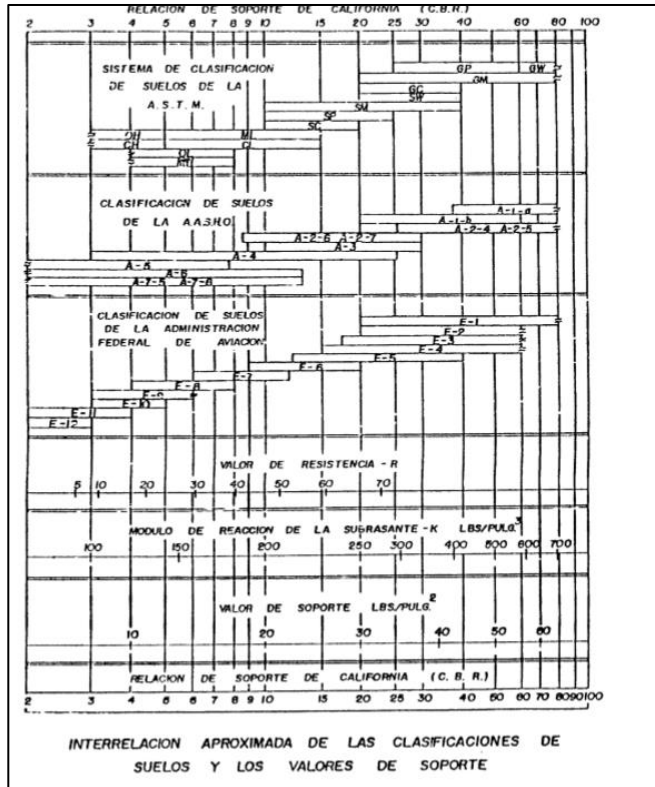 RELACION DE SOPORTE DE CALIFORNIA (C.B.R.)
2 3 4 5 6 7 8 9 10 15 20 25 30 40 50 60 70 80 100
SISTEMA DE CLASIFICACION
DE SUELOS DE LA
A.S.T.M.
GP GW
GM
GC
SW
SM
SP
SC
OH ML
CH CL
OL
CLASIFICACION DE SUELOS
DE LA A.A.S.H.O.
A-1-a
A-1-b
A-2-4 A-2-5
A-2-6 A-2-7
A-3
A-4
A-5
A-6
A-7-5 A-7-6
CLASIFICACION DE SUELOS
DE LA ADMINISTRACION
FEDERAL DE AVIACION
E-1
E-2
E-3
E-4
E-5
E-6
E-7
E-8
E-9
E-10
E-11
E-12
VALOR DE RESISTENCIA - R
5 10 20 30 40 50 60 70
MODULO DE REACCION DE LA SUBRASANTE - K LBS/PULG.3
100 150 200 250 300 400 500 600 700
VALOR DE SOPORTE LBS/PULG.2
10 20 30 40 50 60
RELACION DE SOPORTE DE CALIFORNIA (C. B. R.)
2 3 4 5 6 7 8 9 10 15 20 25 30 40 50 60 70 80 90 100
INTERRELACION APROXIMADA DE LAS CLASIFICACIONES DE
SUELOS Y LOS VALORES DE SOPORTE